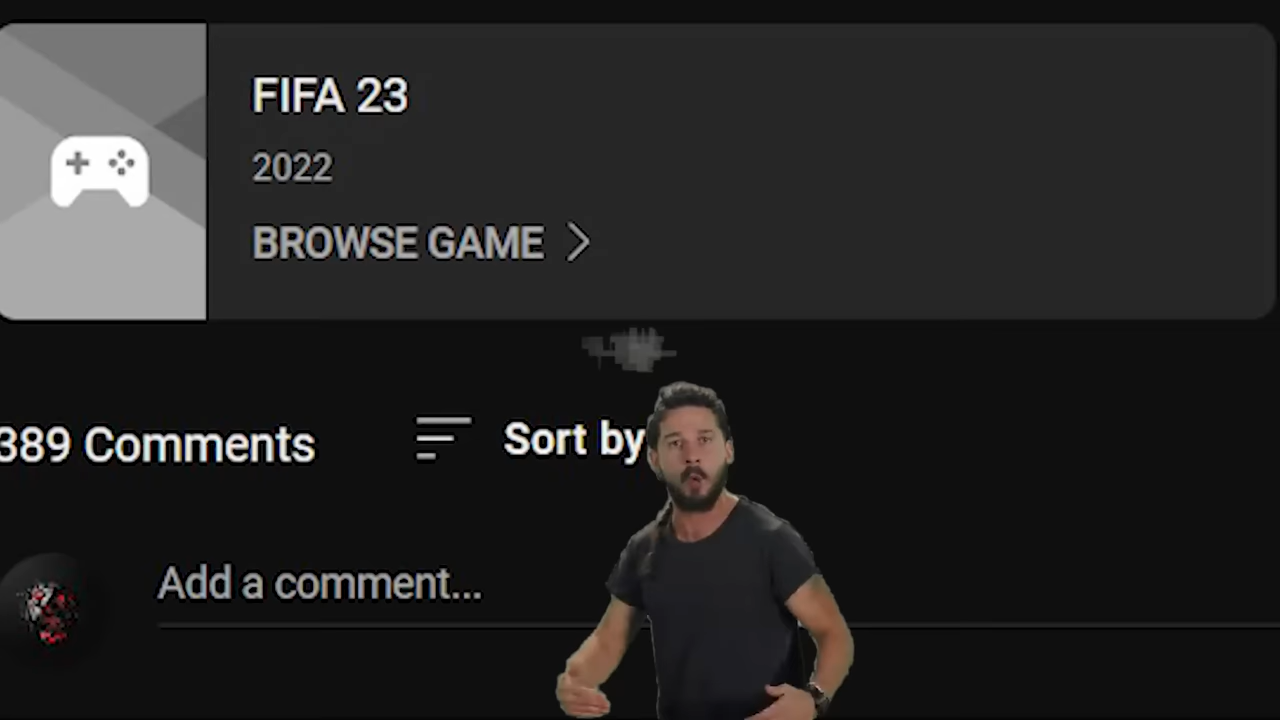 FIFA 23
2022
BROWSE GAME
389 Comments
Sort by
Add a comment...